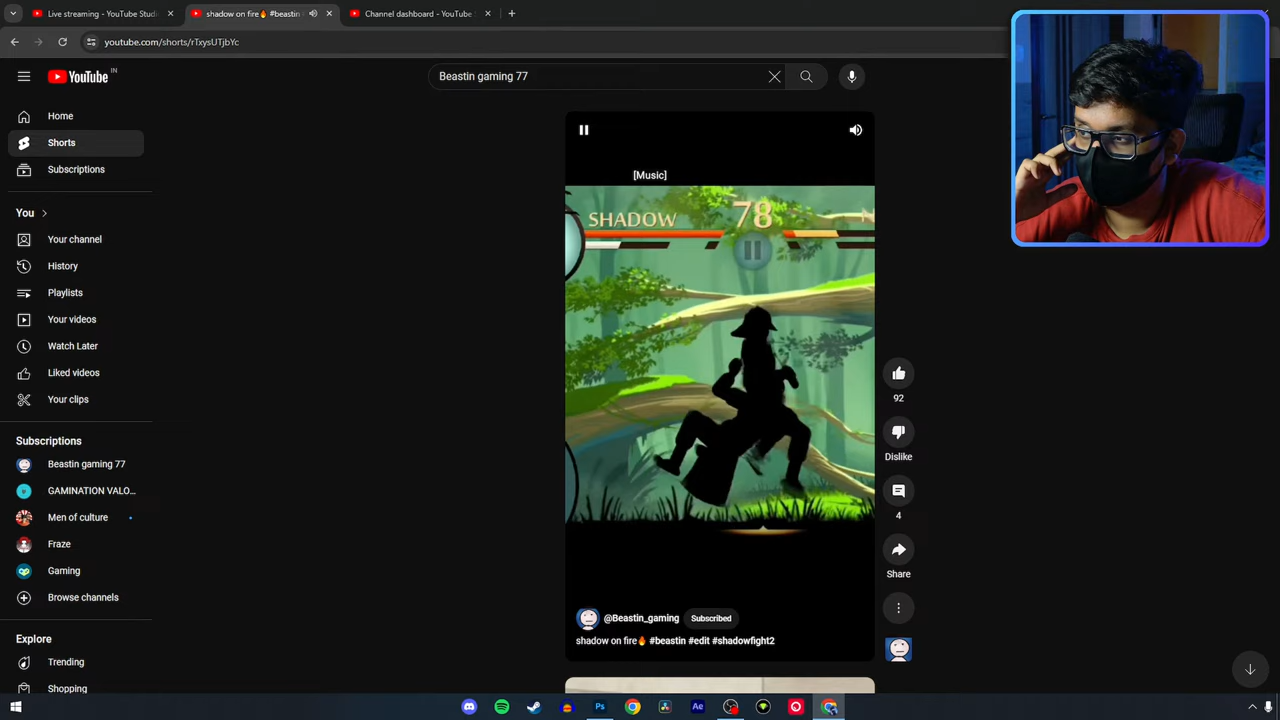 Live streaming - YouTube Studi
shadow on fire🔥 #beastin
Channel dashboard - YouTube S
youtube.com/shorts/rTxysUTjbYc
YouTube IN
Beastin gaming 77
Home
Shorts
Subscriptions
You
Your channel
History
Playlists
Your videos
Watch Later
Liked videos
Your clips
Subscriptions
Beastin gaming 77
GAMINATION VALO...
Men of culture
Fraze
Gaming
Browse channels
Explore
Trending
Shopping
[Music]
SHADOW
78
@Beastin_gaming
Subscribed
shadow on fire🔥 #beastin #edit #shadowfight2
92
Dislike
4
Share
Ps
Ae